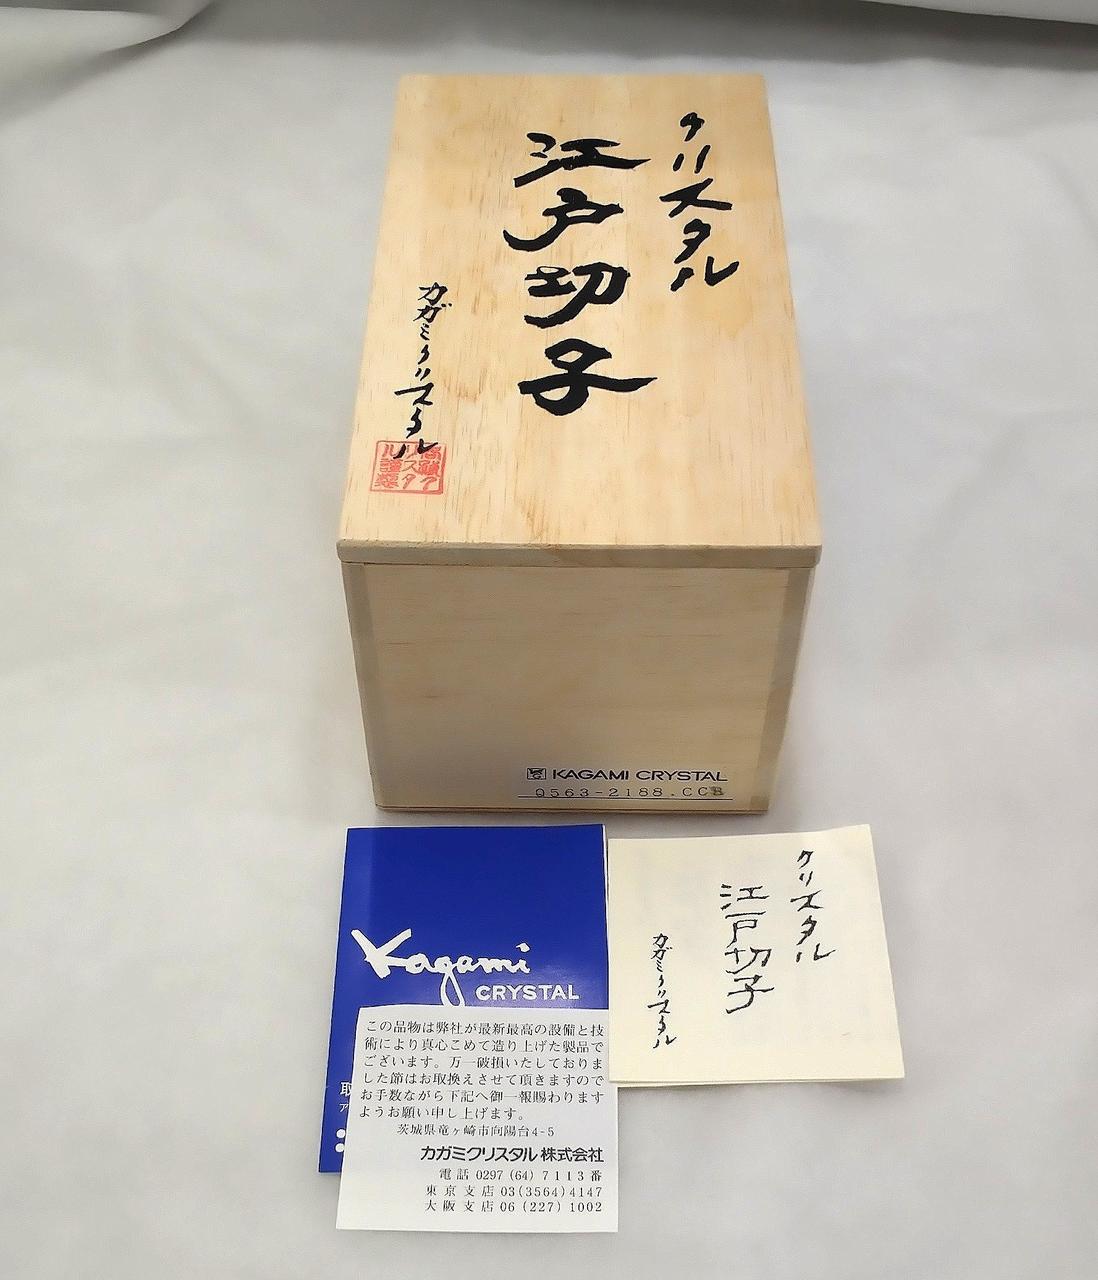 クリスタル
江戸切子
カガミクリスタル
KAGAMI CRYSTAL
Q563-2188.CCB
Kagami
CRYSTAL
取
ア
この品物は弊社が最新最高の設備と技
術により真心こめて造り上げた製品で
ございます。万一破損いたしておりま
した節はお取換えさせて頂きますので
お手数ながら下記へ御一報賜わります
ようお願い申し上げます。
茨城県竜ヶ崎市向陽台4-5
カガミクリスタル株式会社
電話 0297 (64) 7113番
東京支店 03(3564)4147
大阪支店 06 (227) 1002
クリスタル
江戸切子
カガミクリスタル